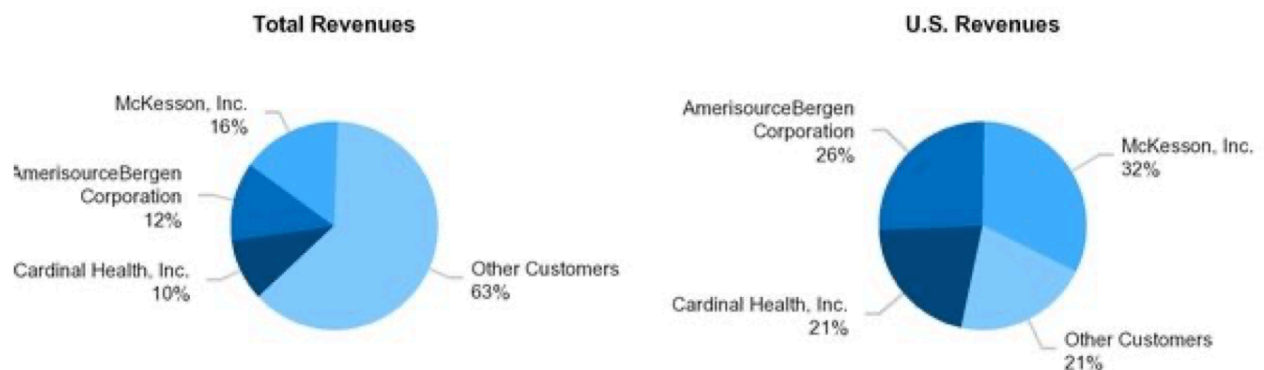 Total Revenues
McKesson, Inc.
16%
AmerisourceBergen
Corporation
12%
Cardinal Health, Inc.
10%
Other Customers
63%
U.S. Revenues
AmerisourceBergen
Corporation
26%
McKesson, Inc.
32%
Cardinal Health, Inc.
21%
Other Customers
21%